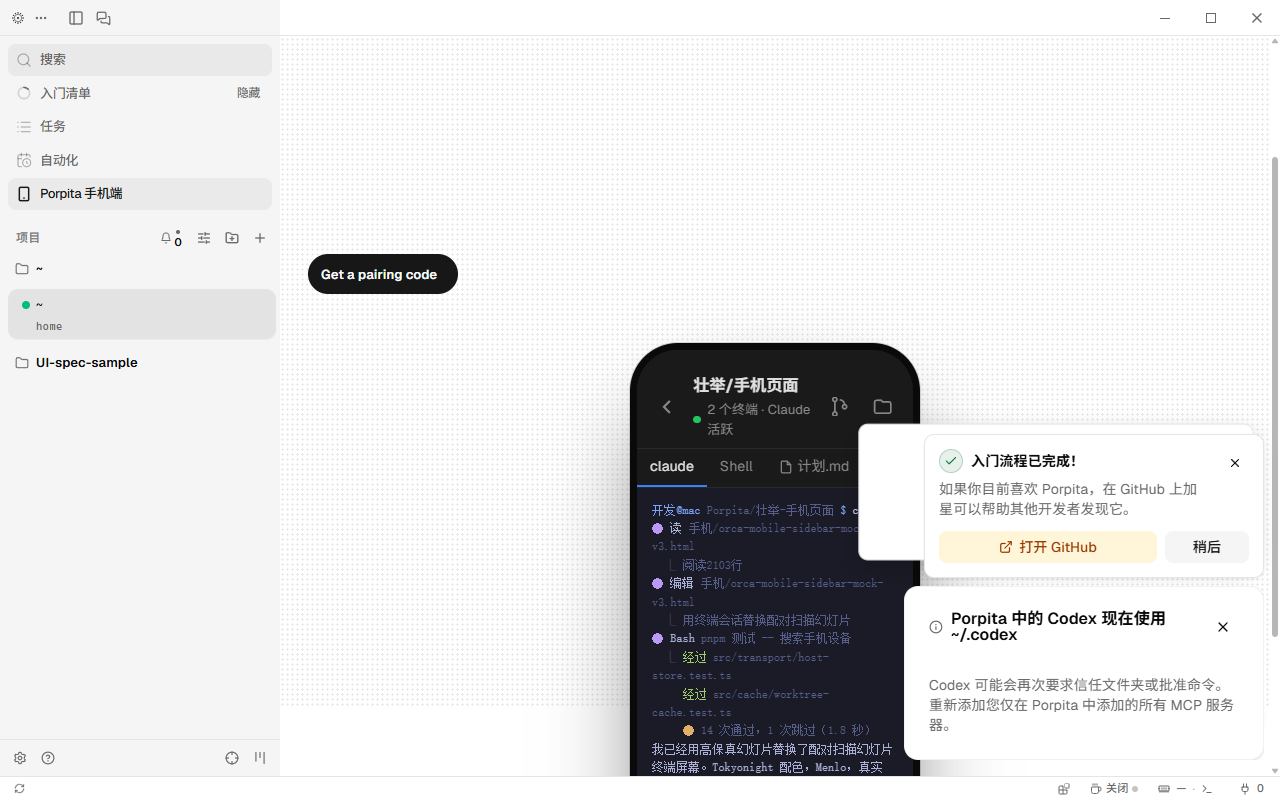 搜索
入门清单 隐藏
任务
自动化
Porpita 手机端
项目 0
~
~
home
UI-spec-sample
Get a pairing code
壮举/手机页面
2 个终端 · Claude
活跃
claude Shell 计划.md
开发@mac Porpita/壮举-手机页面 $ c
读 手机/orca-mobile-sidebar-moc
v3.html
阅读2103行
编辑 手机/orca-mobile-sidebar-mock-
v3.html
用终端会话替换配对扫描幻灯片
Bash pnpm 测试 -- 搜索手机设备
经过 src/transport/host-
store.test.ts
经过 src/cache/worktree-
cache.test.ts
14 次通过，1 次跳过（1.8 秒）
我已经用高保真幻灯片替换了配对扫描幻灯片
终端屏幕。Tokyonight 配色，Menlo，真实
入门流程已完成！
如果你目前喜欢 Porpita，在 GitHub 上加
星可以帮助其他开发者发现它。
打开 GitHub 稍后
Porpita 中的 Codex 现在使用
~/.codex
Codex 可能会再次要求信任文件夹或批准命令。
重新添加您仅在 Porpita 中添加的所有 MCP 服务
器。
关闭 0